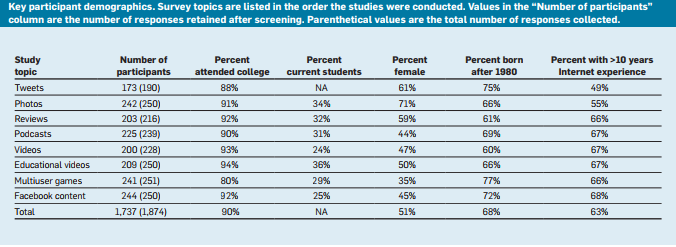 Key participant demographics. Survey topics are listed in the order the studies were conducted. Values in the “Number of participants”
column are the number of responses retained after screening. Parenthetical values are the total number of responses collected.
Study topic Number of participants Percent attended college Percent current students Percent female Percent born after 1980 Percent with >10 years Internet experience
Tweets 173 (190) 88% NA 61% 75% 49%
Photos 242 (250) 91% 34% 71% 66% 55%
Reviews 203 (216) 92% 32% 59% 61% 66%
Podcasts 225 (239) 90% 31% 44% 69% 67%
Videos 200 (228) 93% 24% 47% 60% 67%
Educational videos 209 (250) 94% 36% 50% 66% 67%
Multiuser games 241 (251) 80% 29% 35% 77% 66%
Facebook content 244 (250) 92% 25% 45% 72% 68%
Total 1,737 (1,874) 90% NA 51% 68% 63%